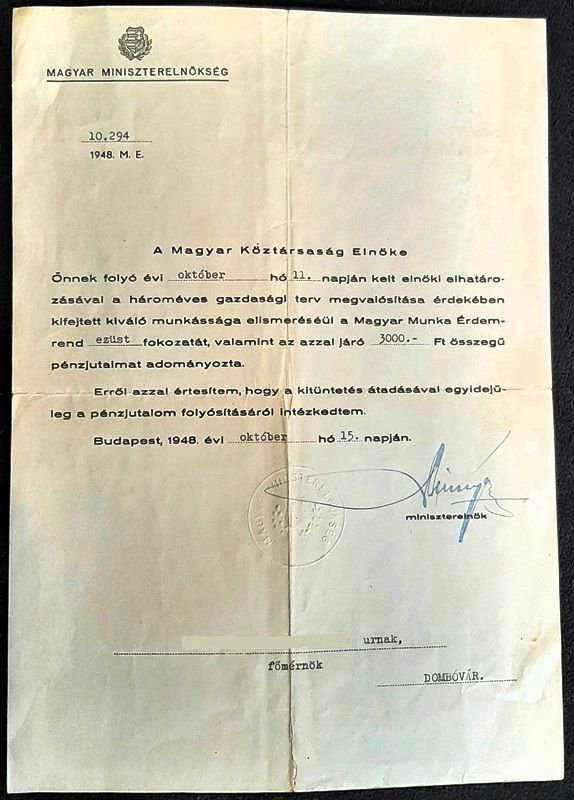 MAGYAR MINISZTERELNÖKSÉG
10.294
1948. M. E.
A Magyar Köztársaság Elnöke
Önnek folyó évi október hó 11. napján kelt elnöki elhatáro-
zásával a hároméves gazdasági terv megvalósítása érdekében
kifejtett kiváló munkássága elismeréséül a Magyar Munka Érdem-
rend ezüst fokozatát, valamint az azzal járó 3000.- Ft összegű
pénzjutalmat adományozta.
Erről azzal értesítem, hogy a kitüntetés átadásával egyidejű-
leg a pénzjutalom folyósításáról intézkedtem.
Budapest, 1948. évi október hó 15. napján.
MAGYAR MINISZTERELNÖKSÉG
miniszterelnök
urnak,
főmérnök
DOMBÓVÁR.